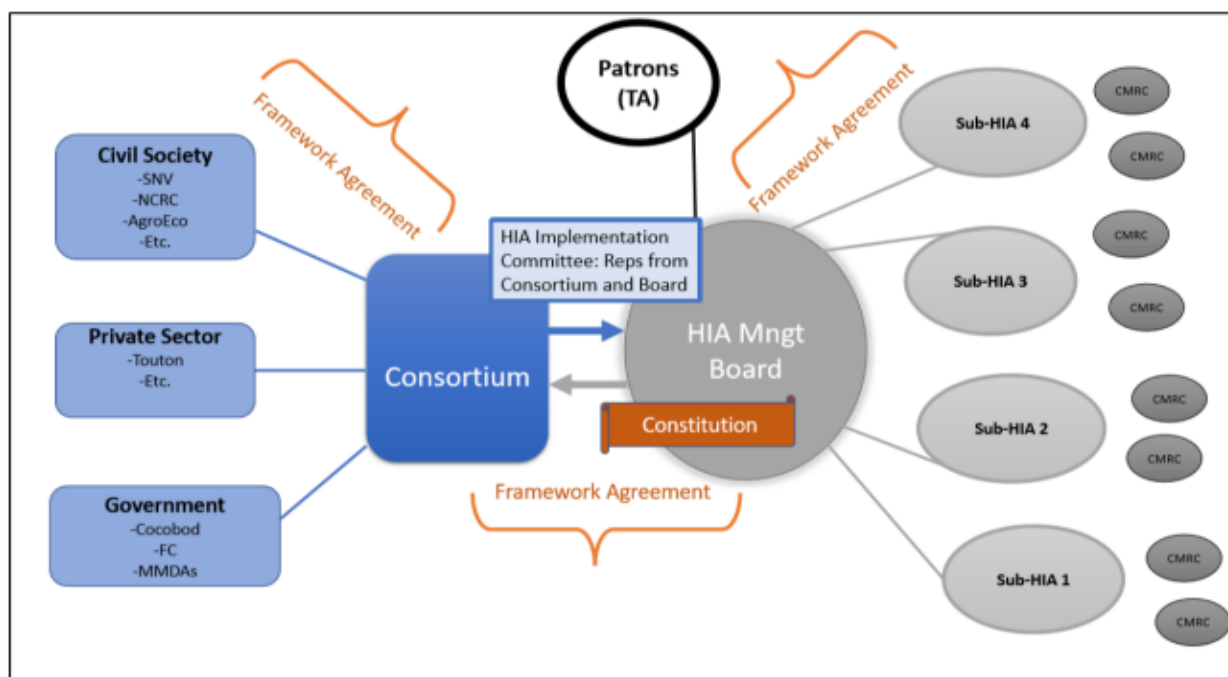 Patrons
(TA)
Framework Agreement
Framework Agreement
Civil Society
-SNV
-NCRC
-AgroEco
-Etc.
Private Sector
-Touton
-Etc.
Government
-Cocobod
-FC
-MMDAs
Consortium
HIA Implementation
Committee: Reps from
Consortium and Board
HIA Mngt
Board
Constitution
Framework Agreement
Sub-HIA 4
CMRC
CMRC
Sub-HIA 3
CMRC
CMRC
Sub-HIA 2
CMRC
CMRC
Sub-HIA 1
CMRC
CMRC